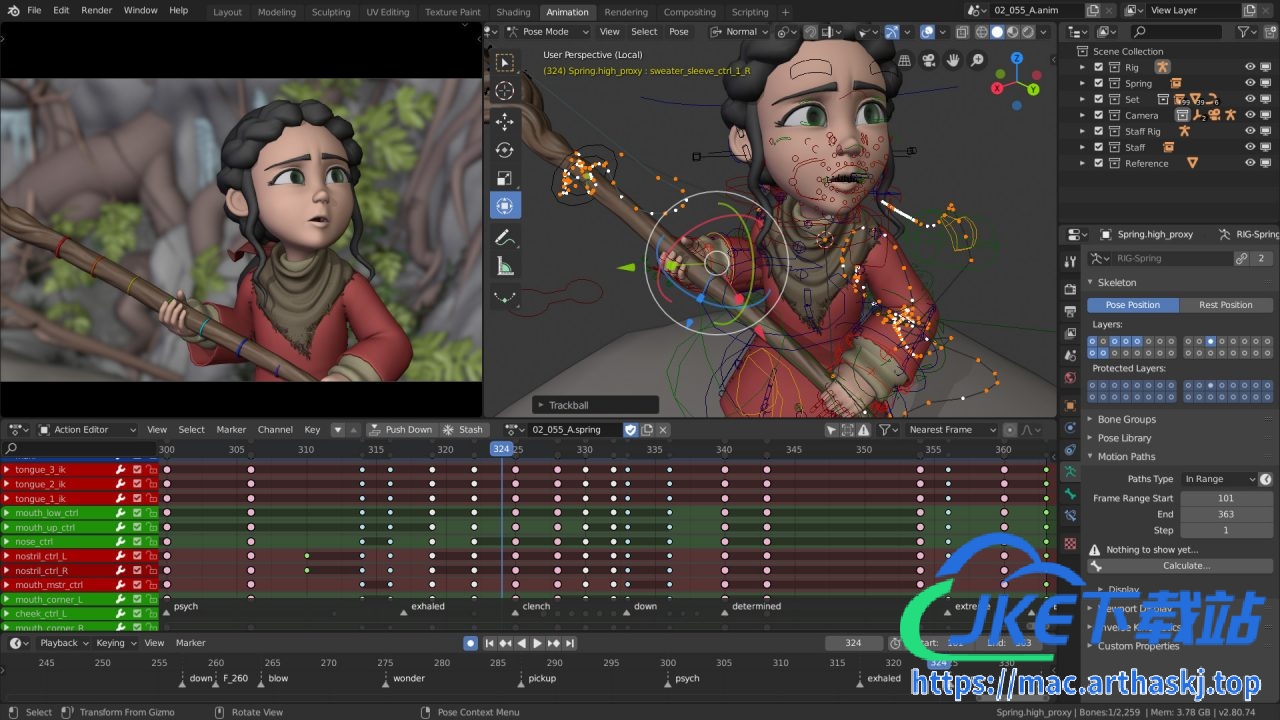 File Edit Render Window Help Layout Modeling Sculpting UV Editing Texture Paint Shading Animation Rendering Compositing Scripting + 02_055_A.anim View Layer
Pose Mode View Select Pose Normal
User Perspective (Local)
(324) Spring.high_proxy : sweater_sleeve_ctrl_1_R
Trackball
Scene Collection
Rig
Spring
Set
Camera
Staff Rig
Staff
Reference
Spring.high_proxy RIG-Spring
RIG-Spring 2
Skeleton
Pose Position Rest Position
Layers:
Protected Layers:
Bone Groups
Pose Library
Motion Paths
Paths Type In Range
Frame Range Start 101
End 363
Step 1
Nothing to show yet...
Calculate...
Display
Viewport Display
Inverse Kinematics
Custom Properties
Action Editor View Select Marker Channel Key Push Down Stash 02_055_A.spring Nearest Frame
300 305 310 315 320 324 325 330 335 340 345 350 355 360
tongue_3_ik
tongue_2_ik
tongue_1_ik
mouth_low_ctrl
mouth_up_ctrl
nose_ctrl
nostril_ctrl_L
nostril_ctrl_R
mouth_mstr_ctrl
mouth_corner_L
cheek_ctrl_L
mouth_corner_R
psych exhaled clench down determined
Playback Keying View Marker 324 Start: 101 End: 363
245 250 255 260 265 270 275 280 285 290 295 300 305 310 315 320 324 330
down F_260 blow wonder pickup psych exhaled
JKE下载站
https://mac.arthaskj.top
Select Transform From Gizmo Rotate View Pose Context Menu Spring.high_proxy | Bones:1/2,259 | Mem: 3.78 GB | v2.80.74